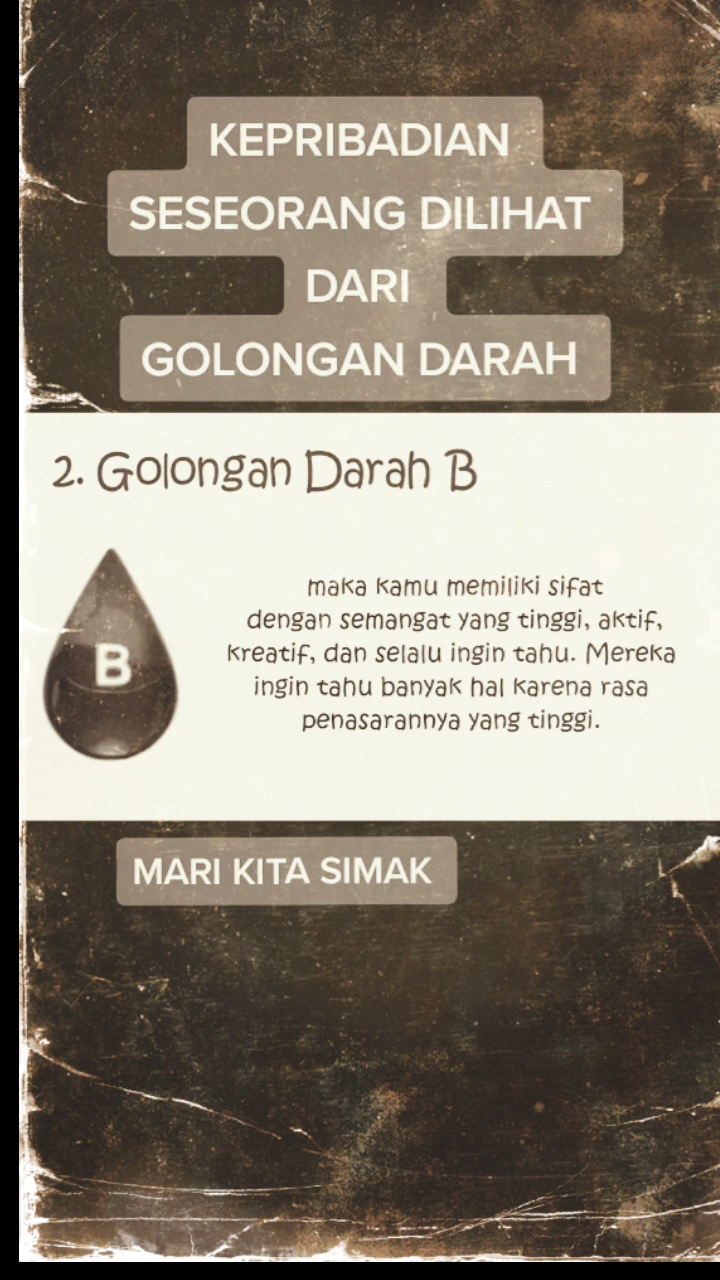 KEPRIBADIAN
SESEORANG DILIHAT
DARI
GOLONGAN DARAH
2. Golongan Darah B
B
maka kamu memiliki sifat
dengan semangat yang tinggi, aktif,
kreatif, dan selalu ingin tahu. Mereka
ingin tahu banyak hal karena rasa
penasarannya yang tinggi.
MARI KITA SIMAK